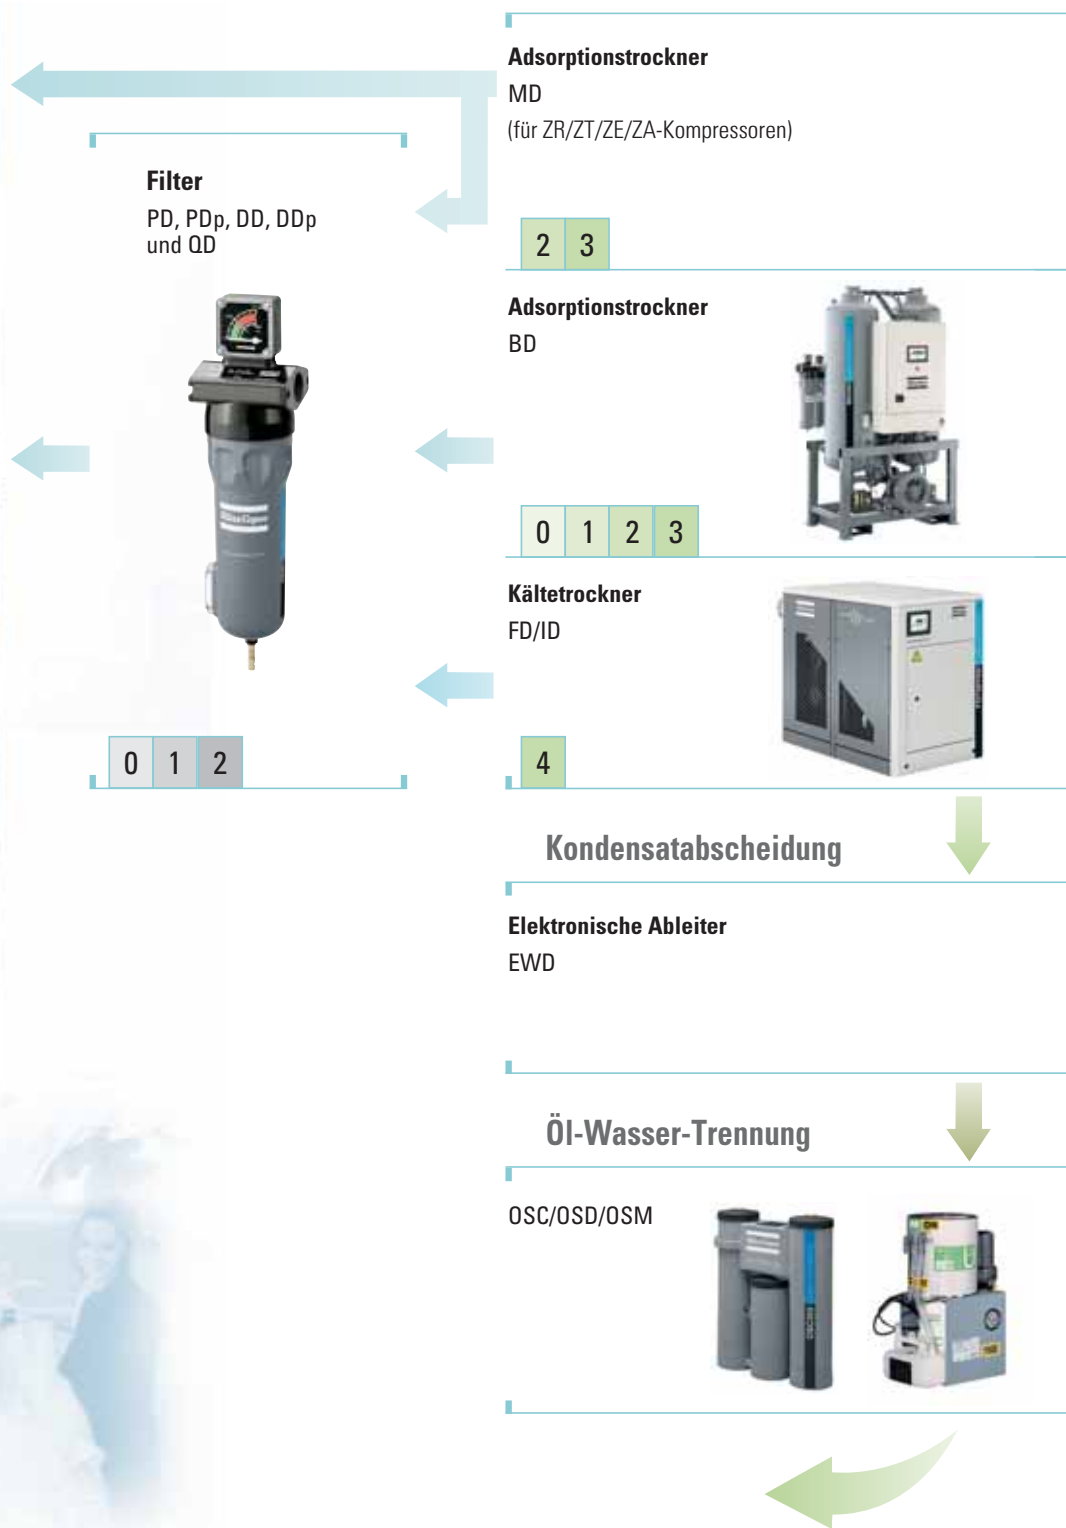 Adsorptionstrockner
MD
(für ZR/ZT/ZE/ZA-Kompressoren)
2 3
Filter
PD, PDp, DD, DDp
und QD
0 1 2
Adsorptionstrockner
BD
0 1 2 3
Kältetrockner
FD/ID
4
Kondensatabscheidung
Elektronische Ableiter
EWD
Öl-Wasser-Trennung
OSC/OSD/OSM